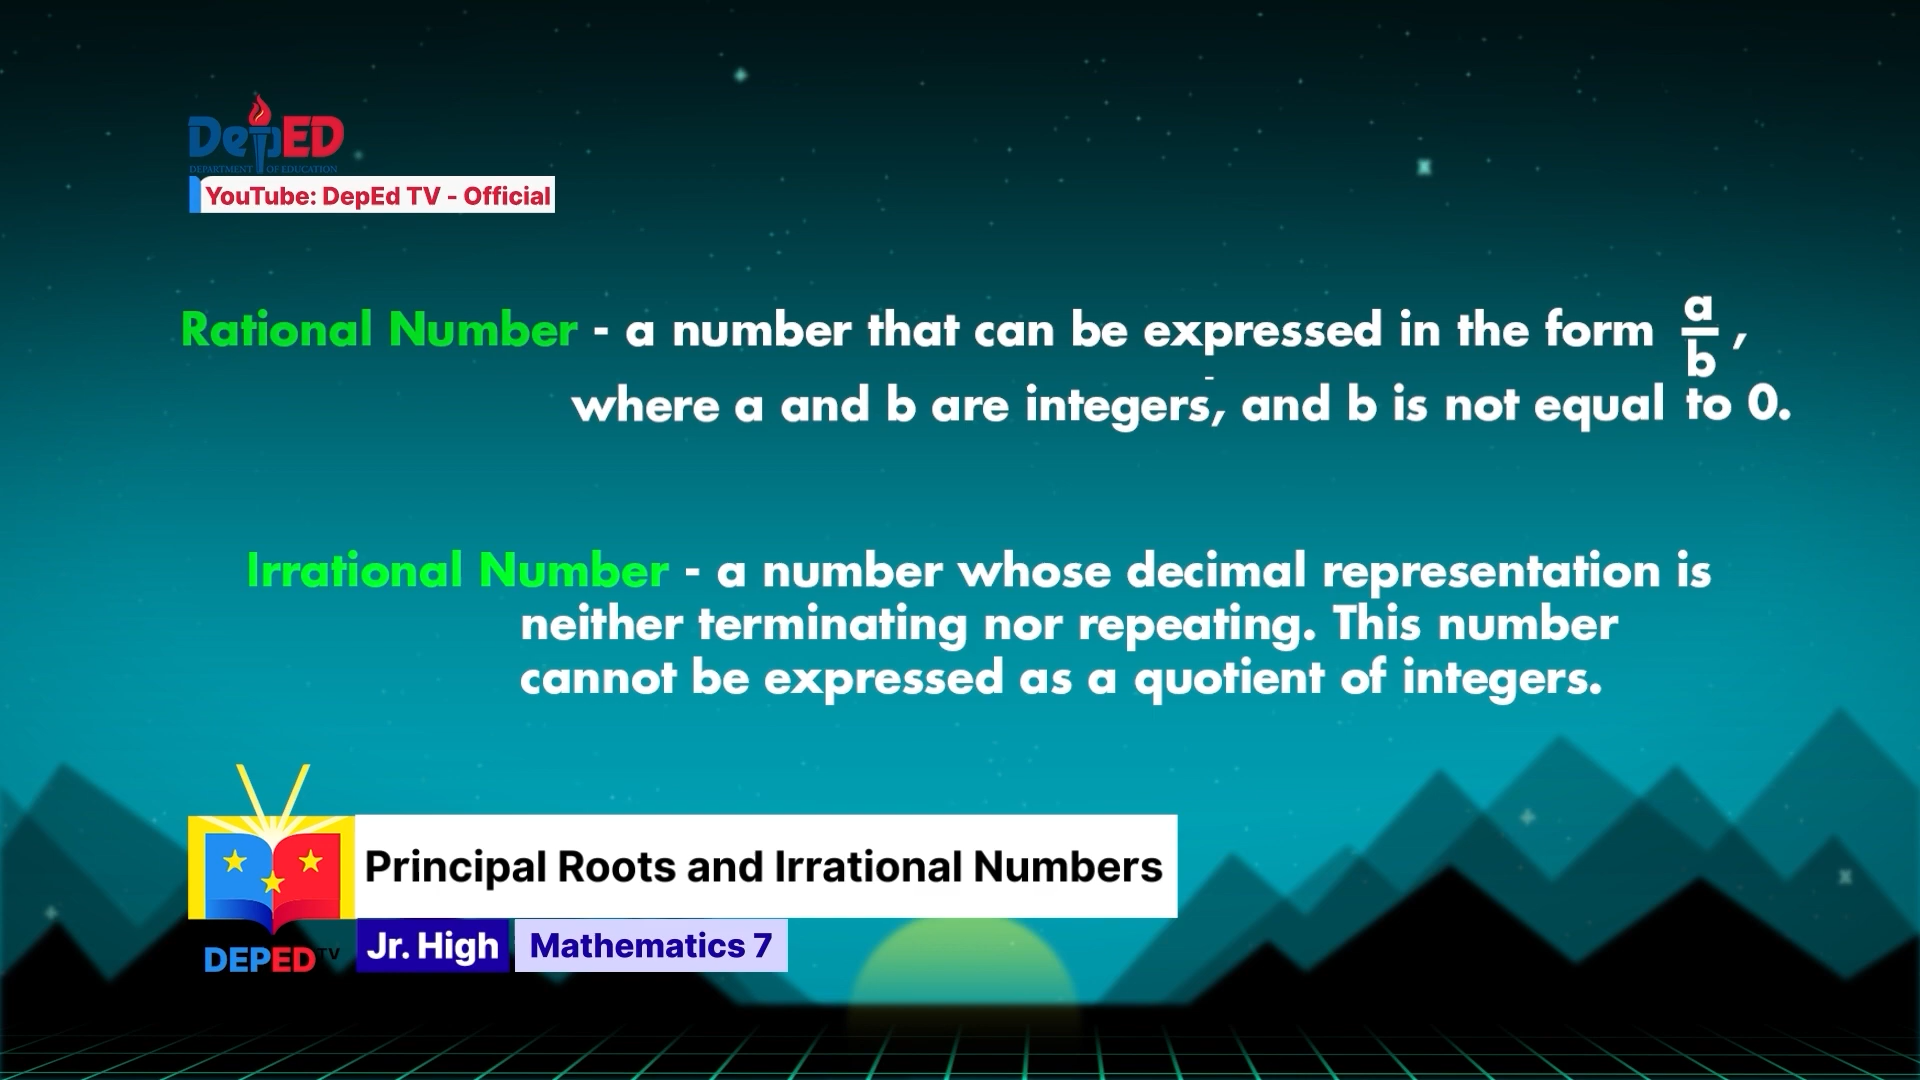 DepED
DEPARTMENT OF EDUCATION
YouTube: DepEd TV - Official
Rational Number - a number that can be expressed in the form a/b,
where a and b are integers, and b is not equal to 0.
Irrational Number - a number whose decimal representation is
neither terminating nor repeating. This number
cannot be expressed as a quotient of integers.
Principal Roots and Irrational Numbers
DEPED TV
Jr. High
Mathematics 7